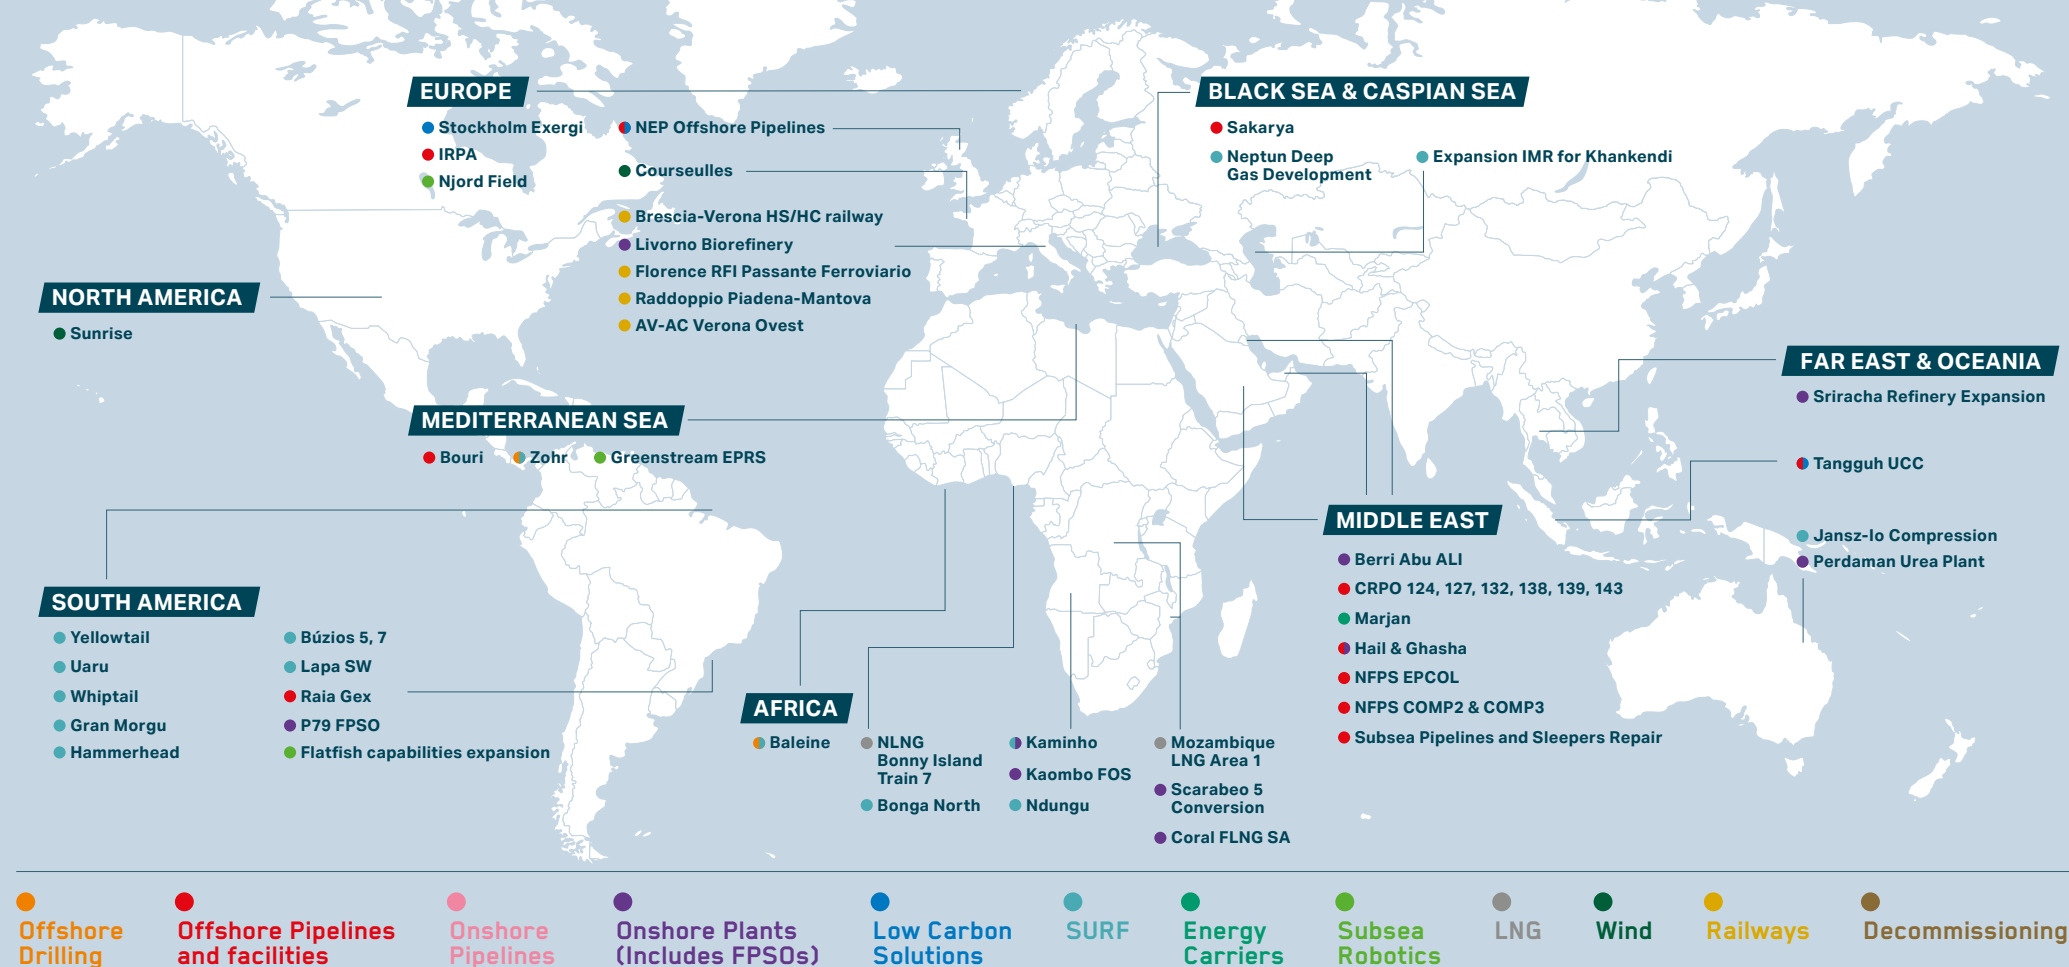 EUROPE
Stockholm Exergi
IRPA
Njord Field
NEP Offshore Pipelines
Courseulles
Brescia-Verona HS/HC railway
Livorno Biorefinery
Florence RFI Passante Ferroviario
Raddoppio Piadena-Mantova
AV-AC Verona Ovest
BLACK SEA & CASPIAN SEA
Sakarya
Neptun Deep
Gas Development
Expansion IMR for Khankendi
NORTH AMERICA
Sunrise
MEDITERRANEAN SEA
Bouri
Zohr
Greenstream EPRS
FAR EAST & OCEANIA
Sriracha Refinery Expansion
Tangguh UCC
Jansz-Io Compression
Perdaman Urea Plant
MIDDLE EAST
Berri Abu ALI
CRPO 124, 127, 132, 138, 139, 143
Marjan
Hail & Ghasha
NFPS EPCOL
NFPS COMP2 & COMP3
Subsea Pipelines and Sleepers Repair
SOUTH AMERICA
Yellowtail
Uaru
Whiptail
Gran Morgu
Hammerhead
Búzios 5, 7
Lapa SW
Raia Gex
P79 FPSO
Flatfish capabilities expansion
AFRICA
Baleine
NLNG
Bonny Island
Train 7
Bonga North
Kaminho
Kaombo FOS
Ndungu
Mozambique
LNG Area 1
Scarabeo 5
Conversion
Coral FLNG SA
Offshore
Drilling
Offshore Pipelines
and facilities
Onshore
Pipelines
Onshore Plants
(Includes FPSOs)
Low Carbon
Solutions
SURF
Energy
Carriers
Subsea
Robotics
LNG
Wind
Railways
Decommissioning